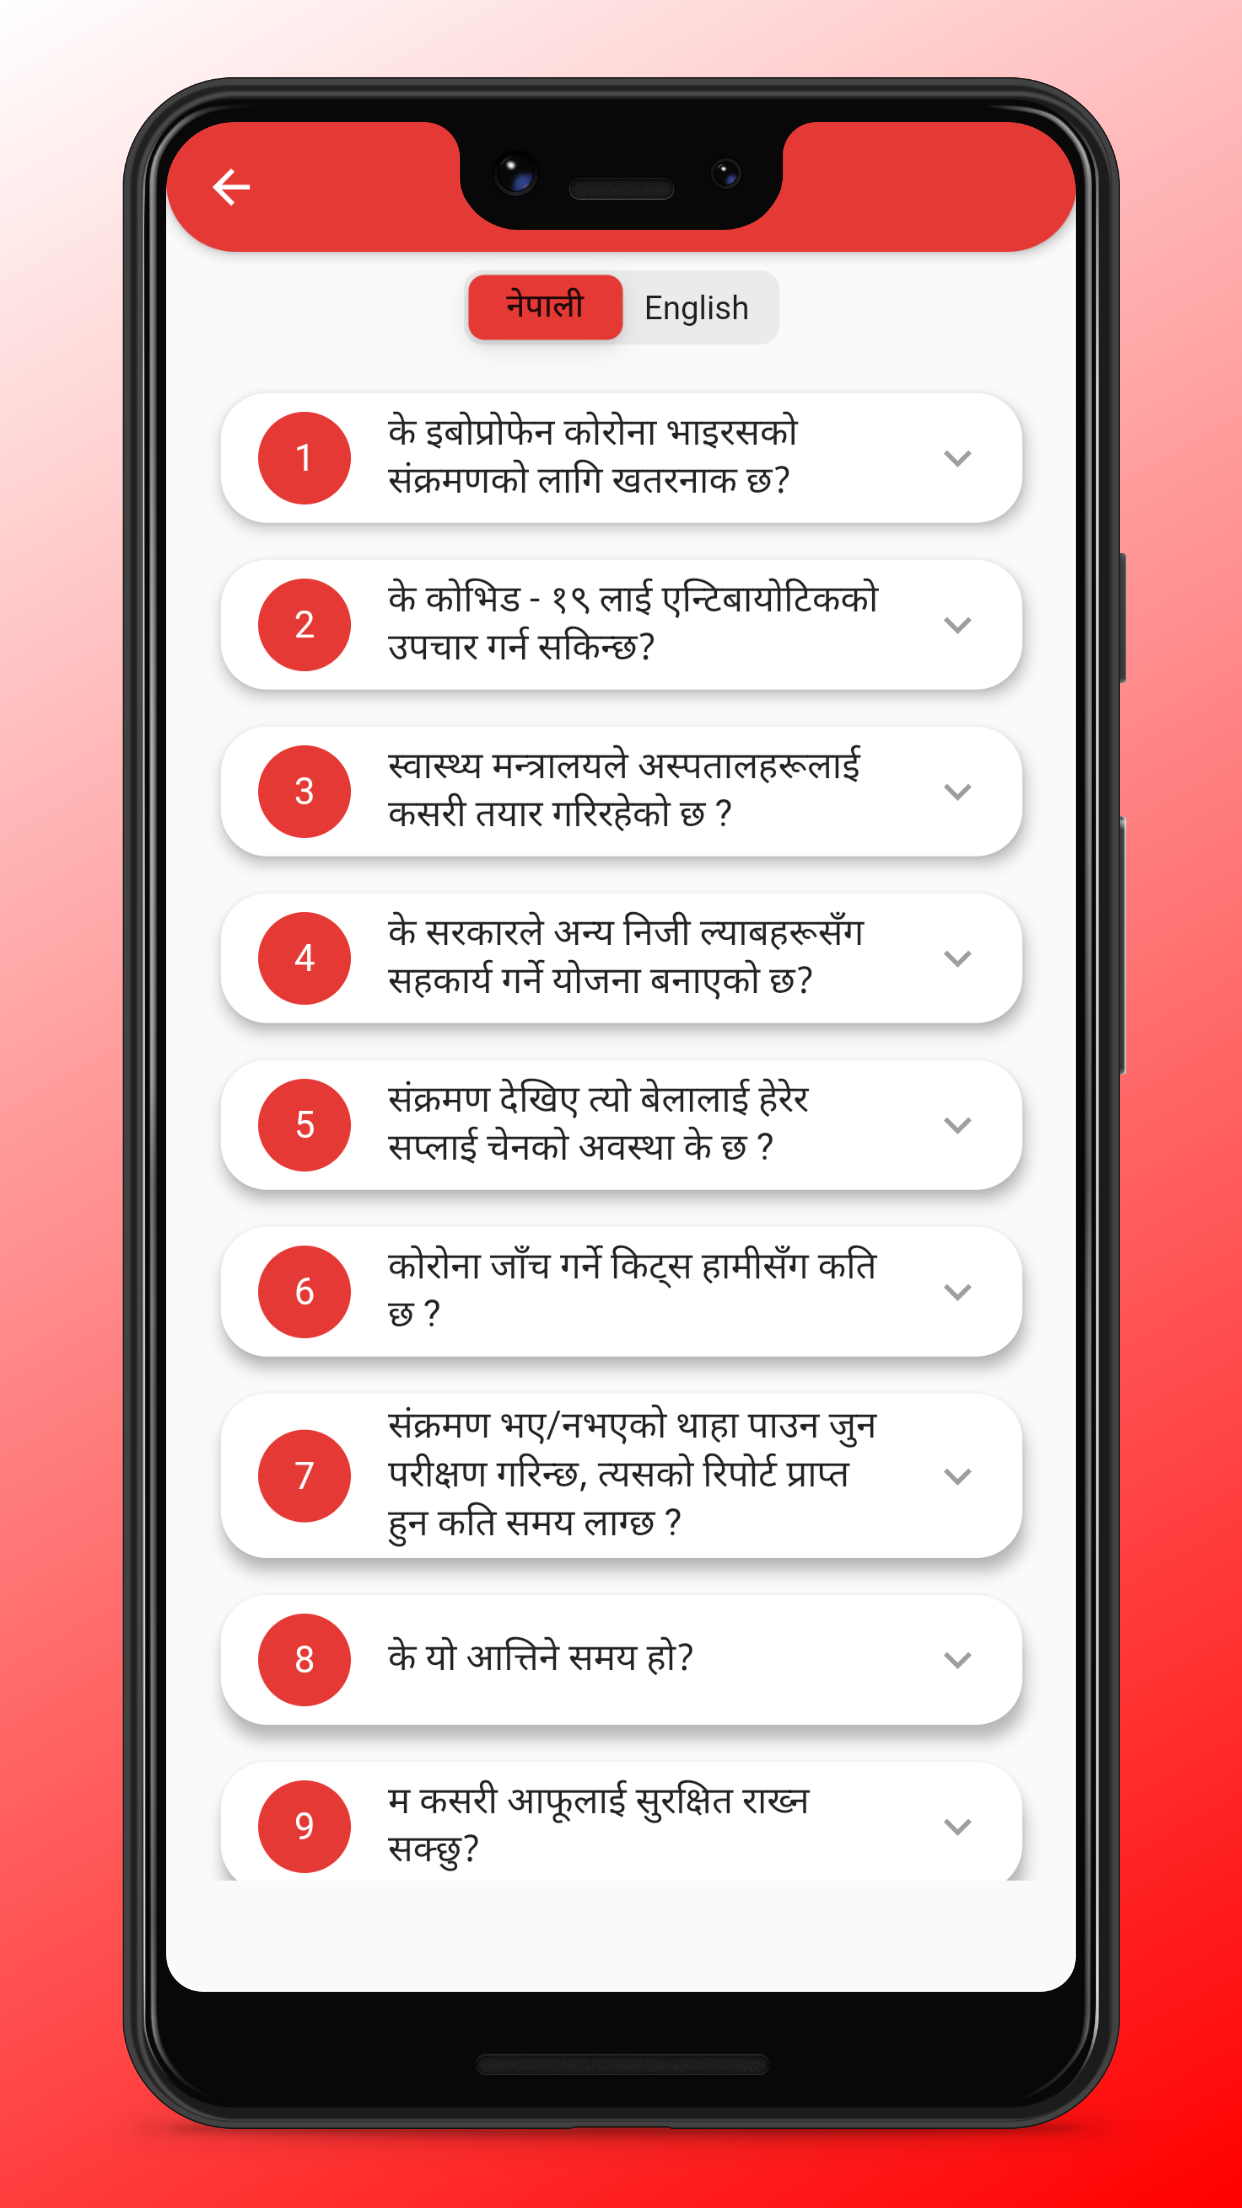 नेपाली English
1 के इबोप्रोफेन कोरोना भाइरसको
संक्रमणको लागि खतरनाक छ?
2 के कोभिड - १९ लाई एन्टिबायोटिकको
उपचार गर्न सकिन्छ?
3 स्वास्थ्य मन्त्रालयले अस्पतालहरूलाई
कसरी तयार गरिरहेको छ ?
4 के सरकारले अन्य निजी ल्याबहरूसँग
सहकार्य गर्ने योजना बनाएको छ?
5 संक्रमण देखिए त्यो बेलालाई हेरेर
सप्लाई चेनको अवस्था के छ ?
6 कोरोना जाँच गर्ने किट्स हामीसँग कति
छ ?
7 संक्रमण भए/नभएको थाहा पाउन जुन
परीक्षण गरिन्छ, त्यसको रिपोर्ट प्राप्त
हुन कति समय लाग्छ ?
8 के यो आत्तिने समय हो?
9 म कसरी आफूलाई सुरक्षित राख्न
सक्छु?